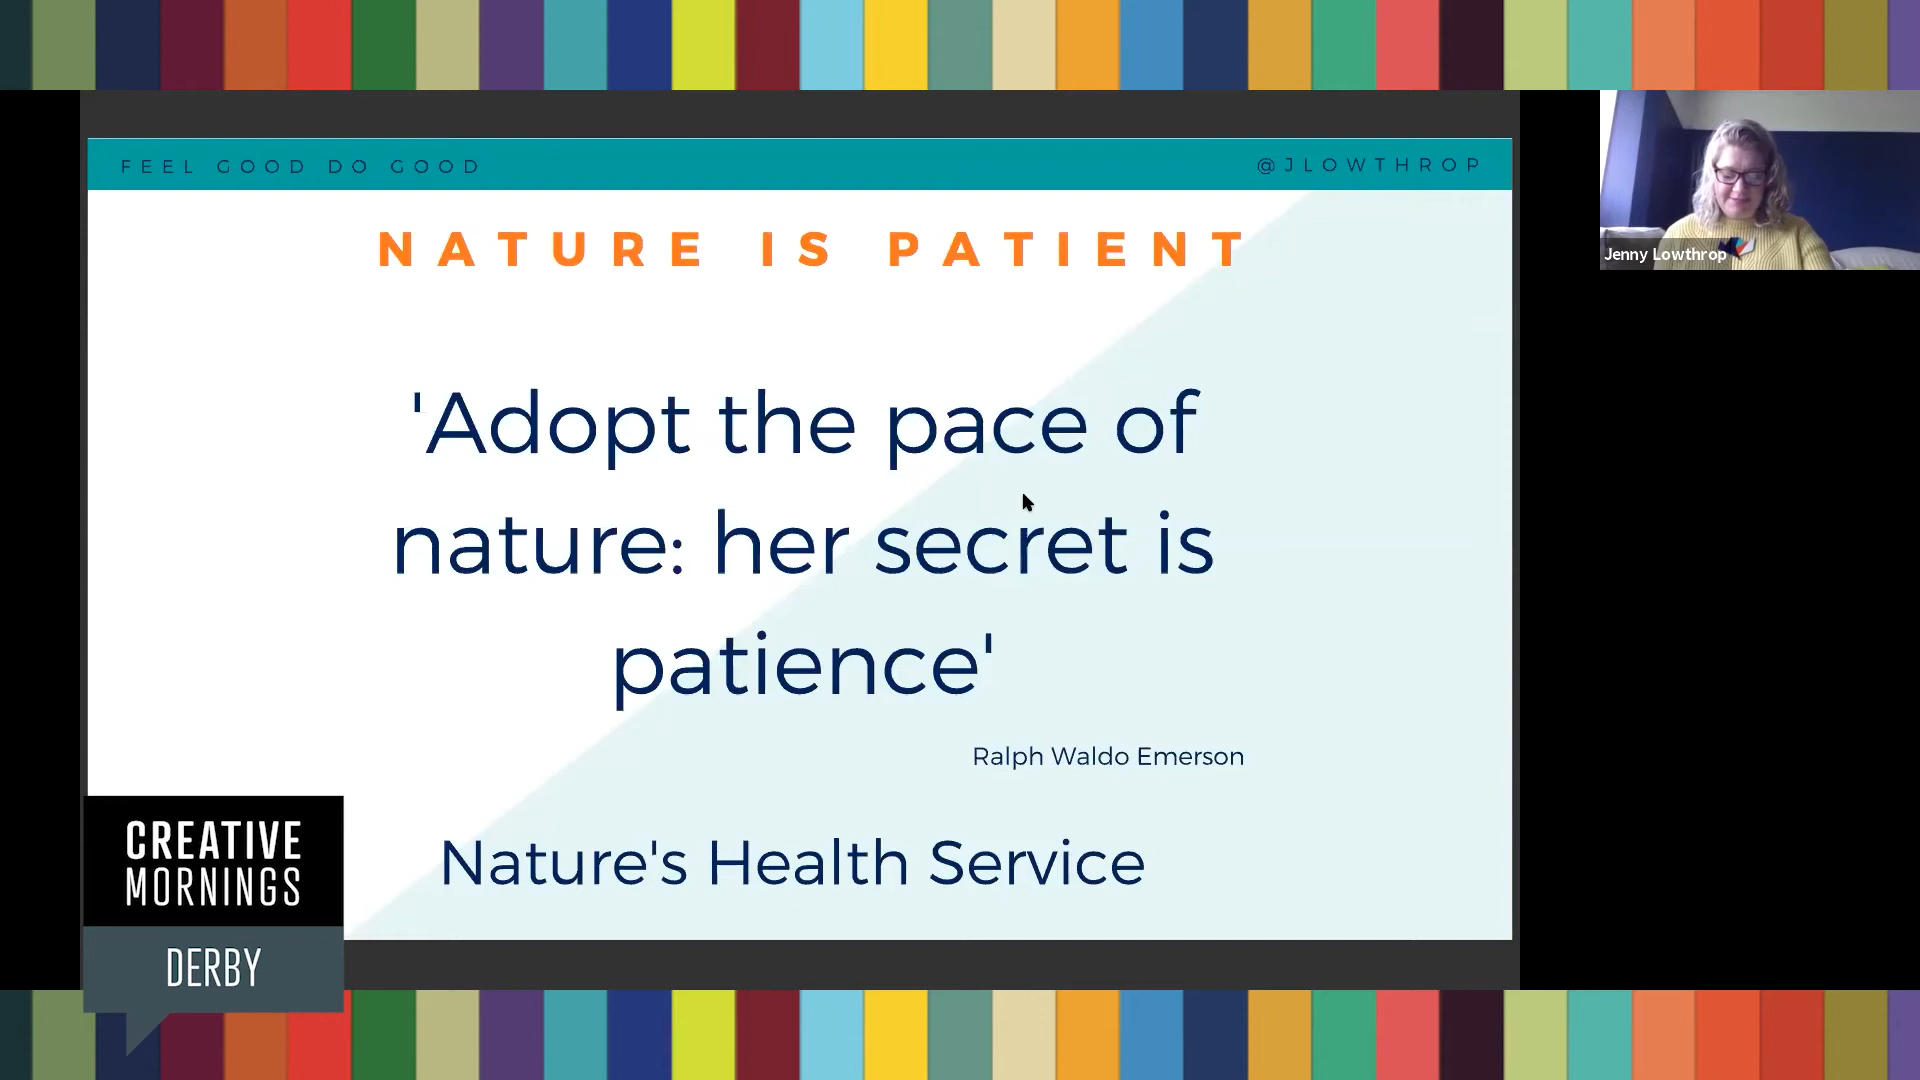 FEEL GOOD DO GOOD
@JLOWTHROP
NATURE IS PATIENT
Jenny Lowthrop
'Adopt the pace of
nature: her secret is
patience'
Ralph Waldo Emerson
Nature's Health Service
CREATIVE
MORNINGS
DERBY